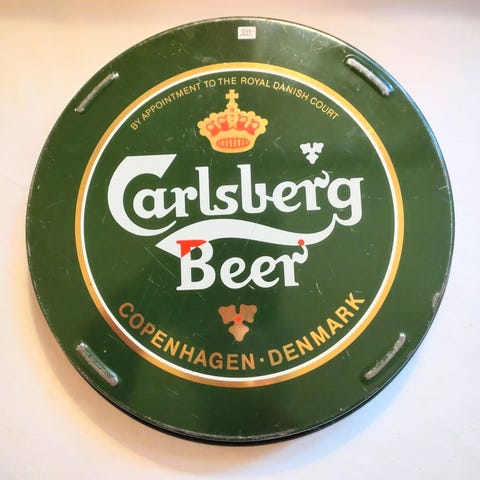 BY APPOINTMENT TO THE ROYAL DANISH COURT
Carlsberg
Beer
COPENHAGEN · DENMARK